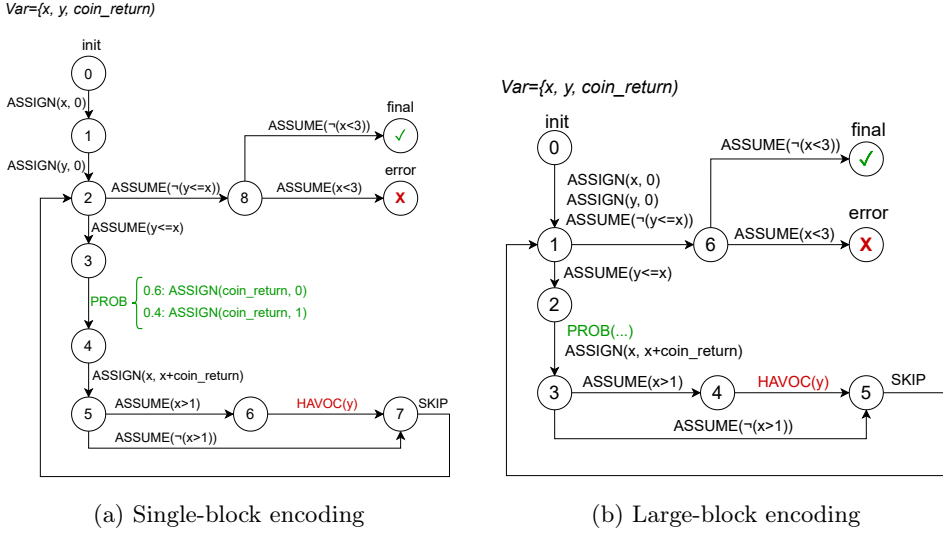 Var={x, y, coin_return)
init
0
ASSIGN(x, 0)
1
ASSIGN(y, 0)
2
ASSUME(¬(y<=x))
8
ASSUME(¬(x<3))
final
✓
ASSUME(x<3)
error
X
ASSUME(y<=x)
3
PROB
0.6: ASSIGN(coin_return, 0)
0.4: ASSIGN(coin_return, 1)
4
ASSIGN(x, x+coin_return)
5
ASSUME(x>1)
6
HAVOC(y)
7
SKIP
ASSUME(¬(x>1))
(a) Single-block encoding
Var={x, y, coin_return)
init
0
ASSIGN(x, 0)
ASSIGN(y, 0)
ASSUME(¬(y<=x))
1
6
ASSUME(¬(x<3))
final
✓
ASSUME(x<3)
error
X
ASSUME(y<=x)
2
PROB(...)
ASSIGN(x, x+coin_return)
3
ASSUME(x>1)
4
HAVOC(y)
5
SKIP
ASSUME(¬(x>1))
(b) Large-block encoding